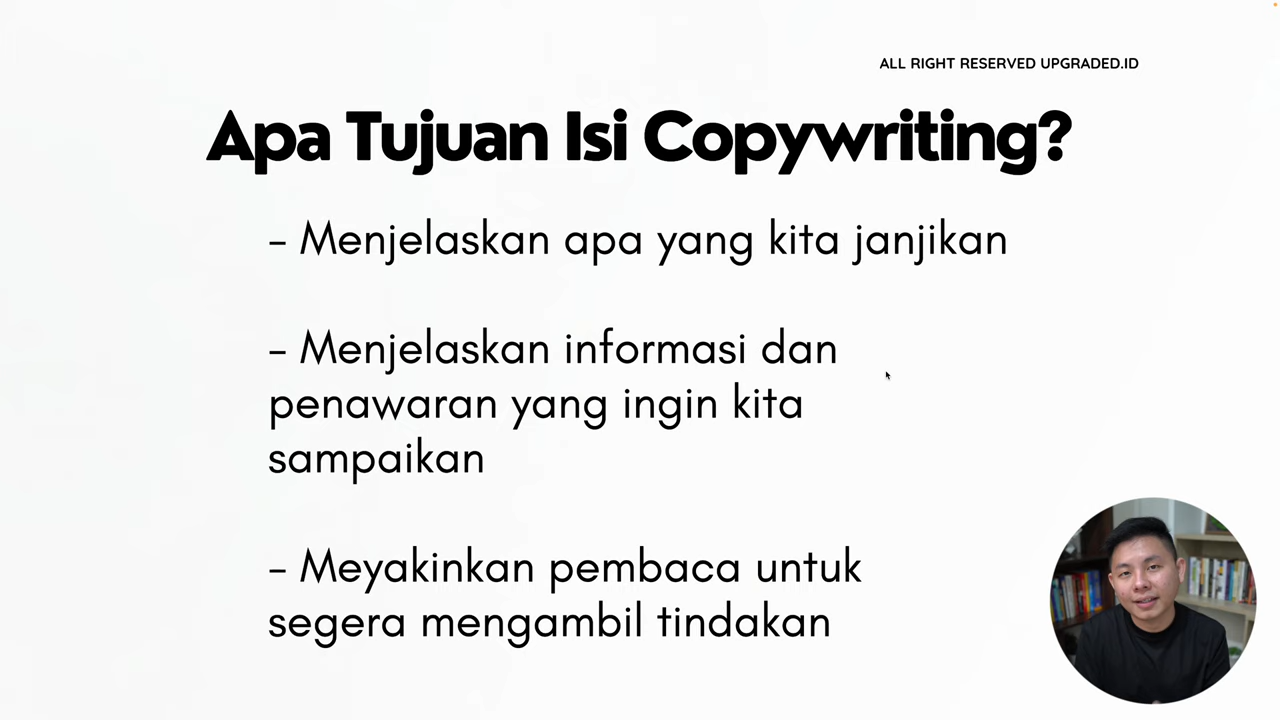 ALL RIGHT RESERVED UPGRADED.ID
Apa Tujuan Isi Copywriting?
- Menjelaskan apa yang kita janjikan
- Menjelaskan informasi dan
penawaran yang ingin kita
sampaikan
- Meyakinkan pembaca untuk
segera mengambil tindakan